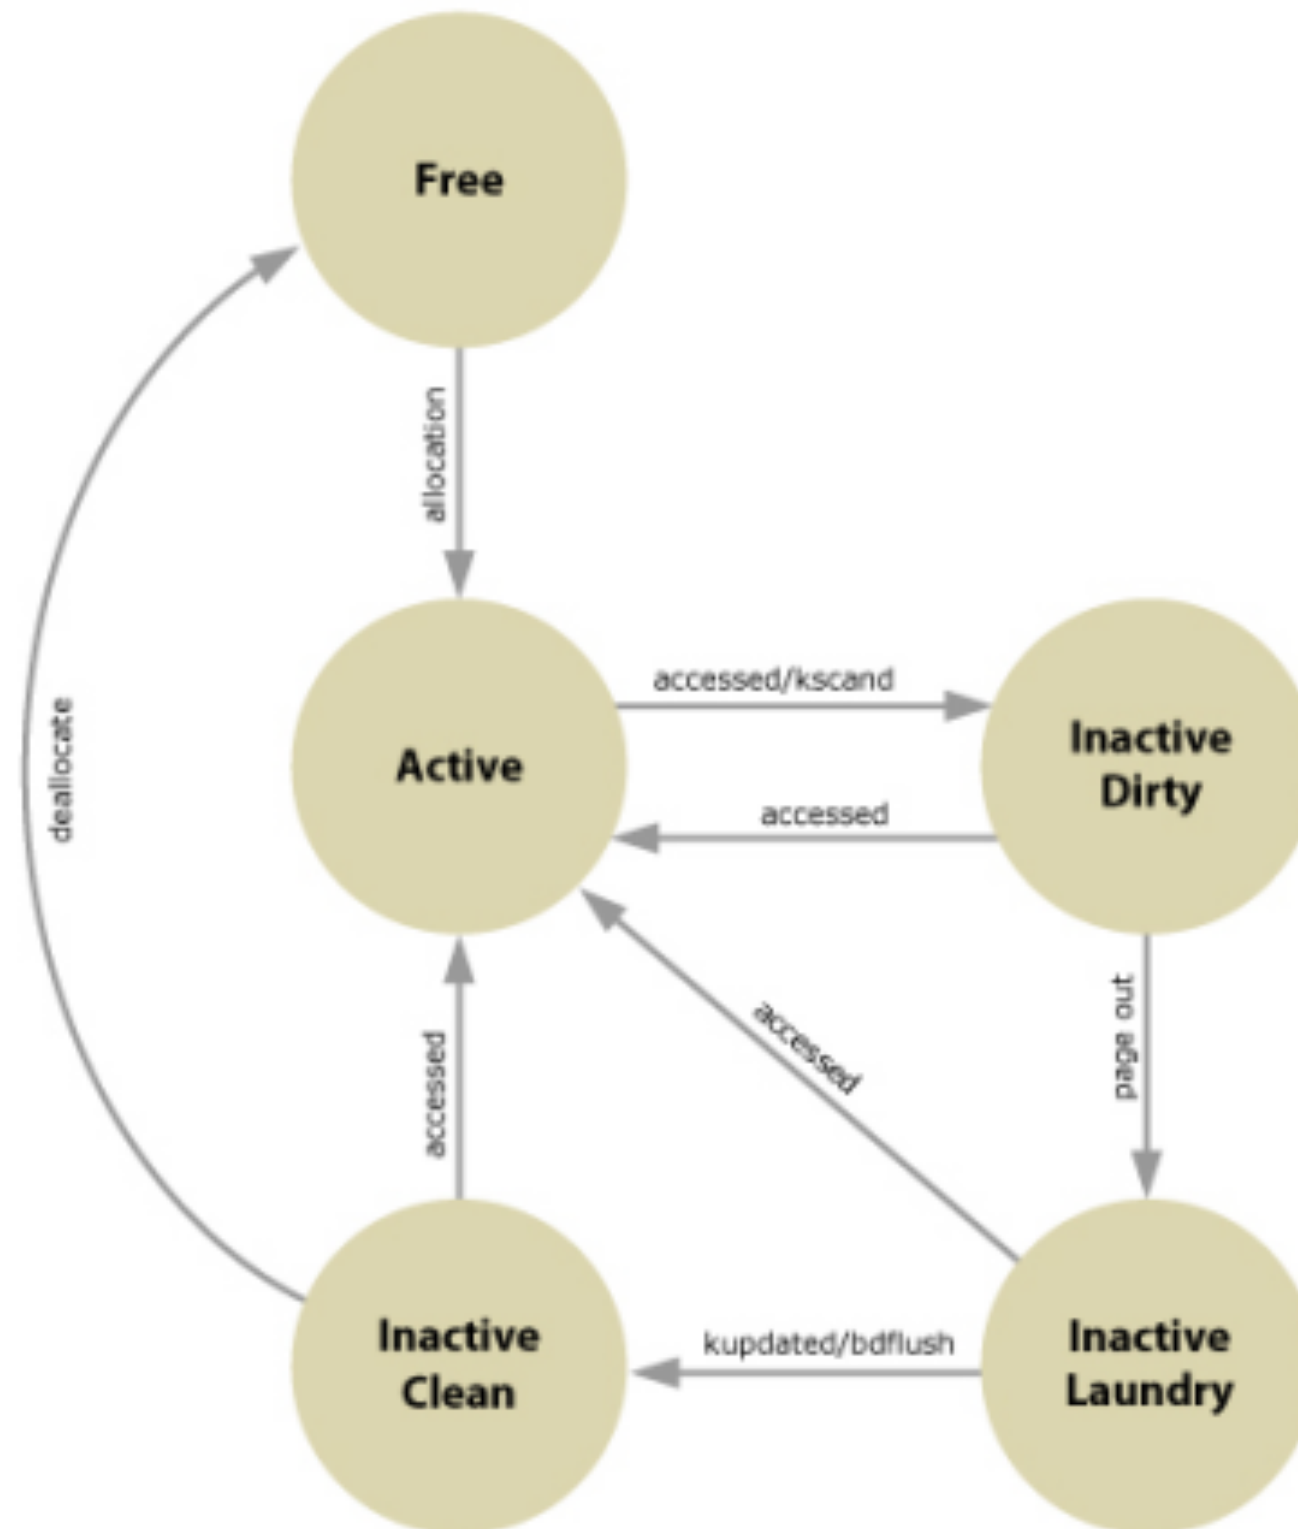 Free
allocation
deallocate
Active
accessed/kscand
accessed
Inactive
Dirty
accessed
accessed
page out
Inactive
Clean
kupdated/bdflush
Inactive
Laundry